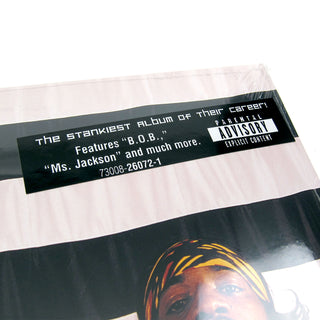 The Stankiest Album of Their Career!
Features "B.O.B.,"
"Ms. Jackson" and much more.
73008-26072-1
PARENTAL
ADVISORY
EXPLICIT CONTENT